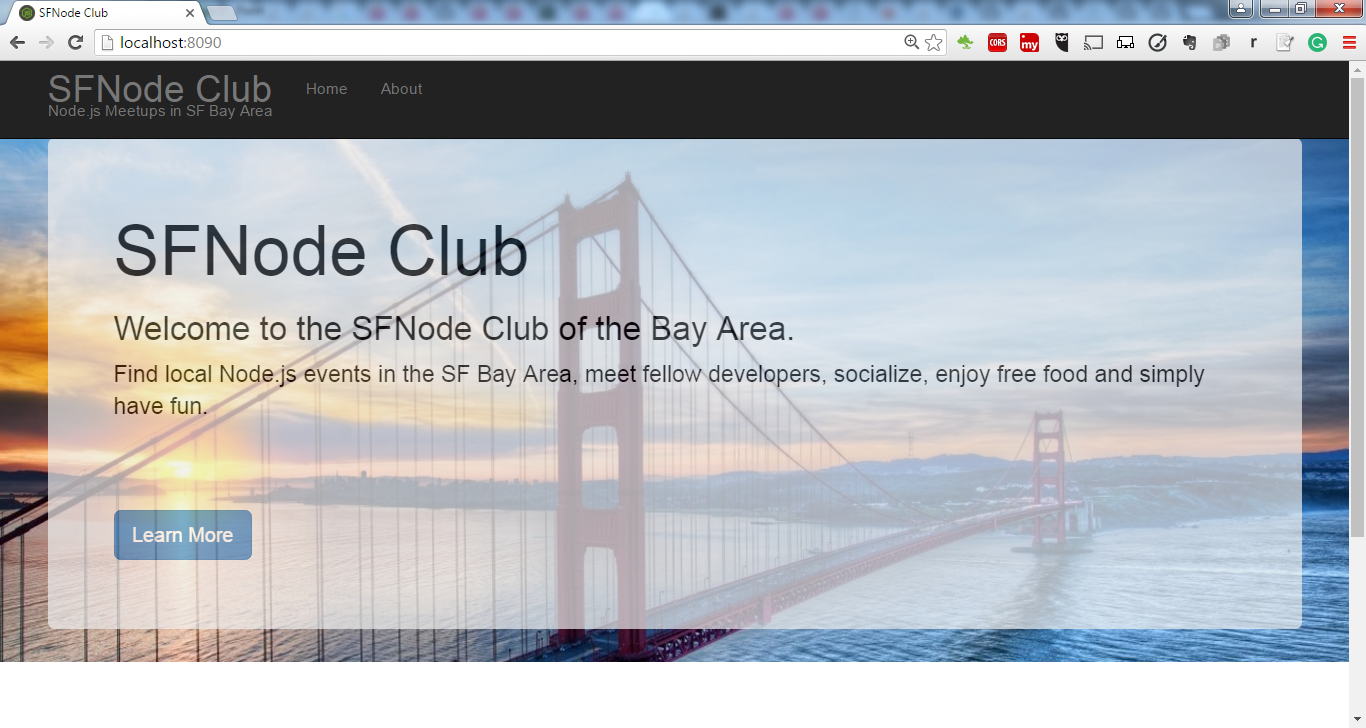 SFNode Club
localhost:8090
CORS
my
r
SFNode Club
Home
About
Node.js Meetups in SF Bay Area
SFNode Club
Welcome to the SFNode Club of the Bay Area.
Find local Node.js events in the SF Bay Area, meet fellow developers, socialize, enjoy free food and simply
have fun.
Learn More